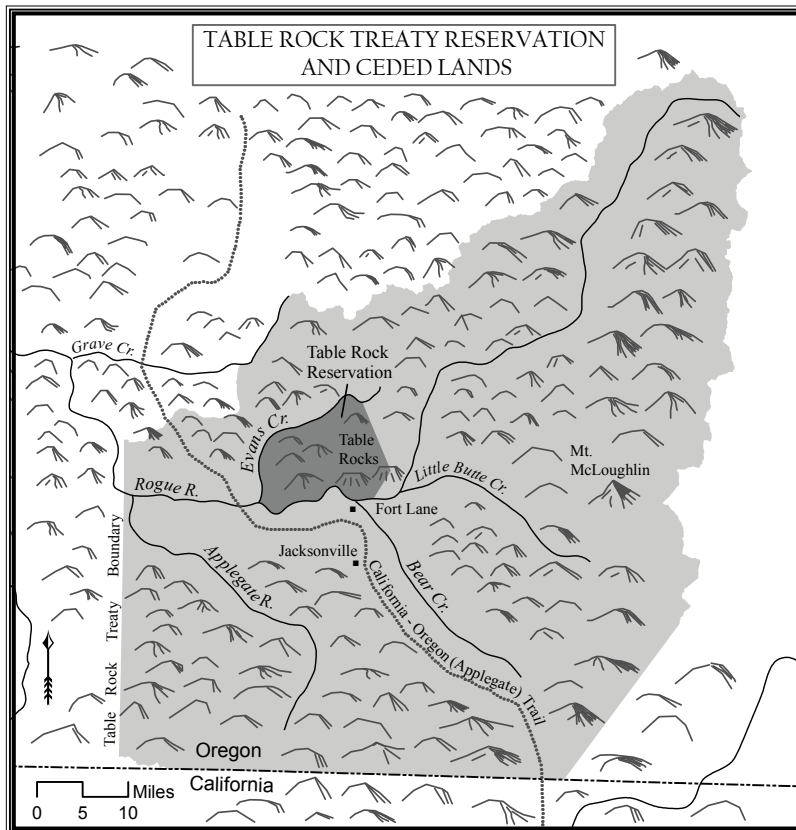 TABLE ROCK TREATY RESERVATION
AND CEDED LANDS
Grave Cr.
Table Rock
Reservation
Evans Cr.
Table
Rocks
Mt.
McLoughlin
Little Butte Cr.
Rogue R.
Fort Lane
Jacksonville
Applegate R.
Bear Cr.
California - Oregon (Applegate) Trail
Table Rock Treaty Boundary
Oregon
California
Miles
0 5 10